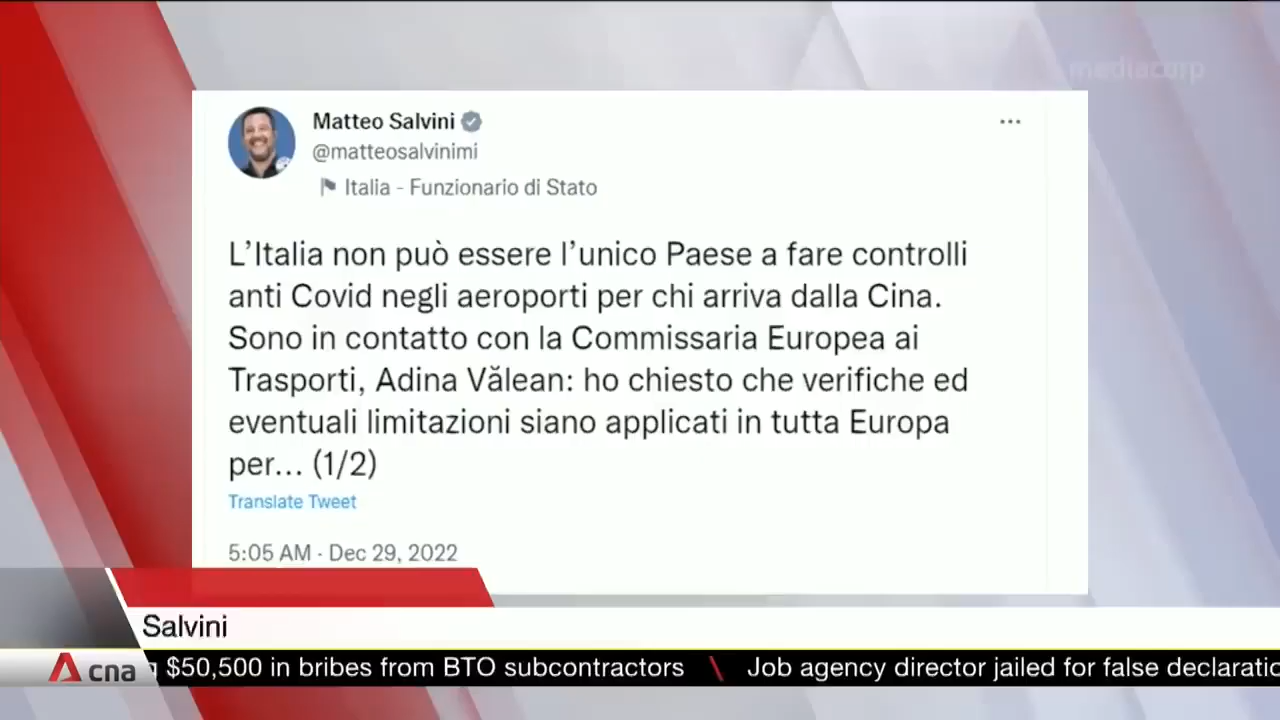 mediacorp
Matteo Salvini
@matteosalvinimi
Italia - Funzionario di Stato
L’Italia non può essere l’unico Paese a fare controlli
anti Covid negli aeroporti per chi arriva dalla Cina.
Sono in contatto con la Commissaria Europea ai
Trasporti, Adina Vălean: ho chiesto che verifiche ed
eventuali limitazioni siano applicati in tutta Europa
per... (1/2)
Translate Tweet
5:05 AM · Dec 29, 2022
Salvini
cna $50,500 in bribes from BTO subcontractors \ Job agency director jailed for false